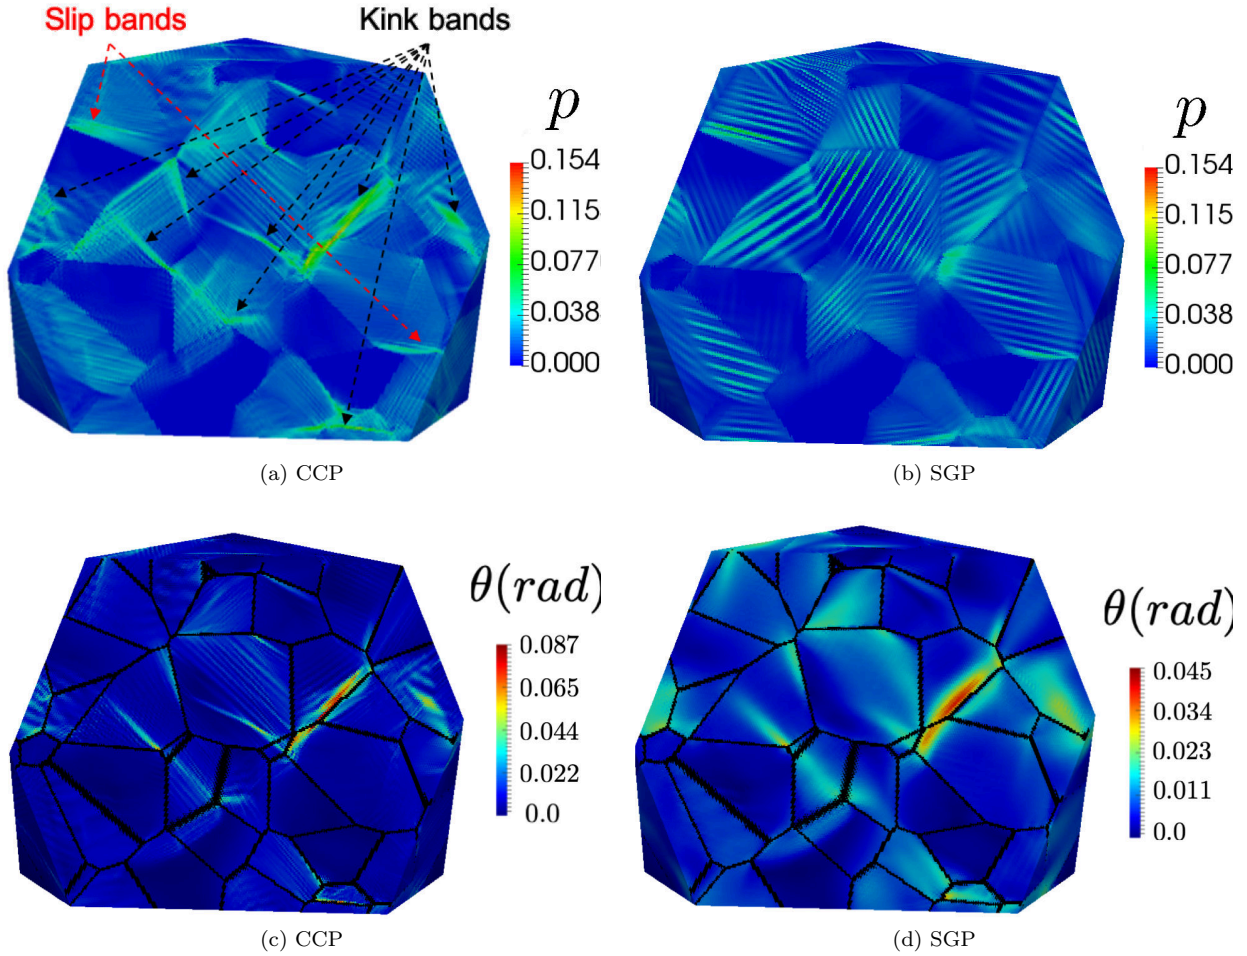 Slip bands
Kink bands
p
0.154
0.115
0.077
0.038
0.000
(a) CCP
p
0.154
0.115
0.077
0.038
0.000
(b) SGP
θ(rad)
0.087
0.065
0.044
0.022
0.0
(c) CCP
θ(rad)
0.045
0.034
0.023
0.011
0.0
(d) SGP